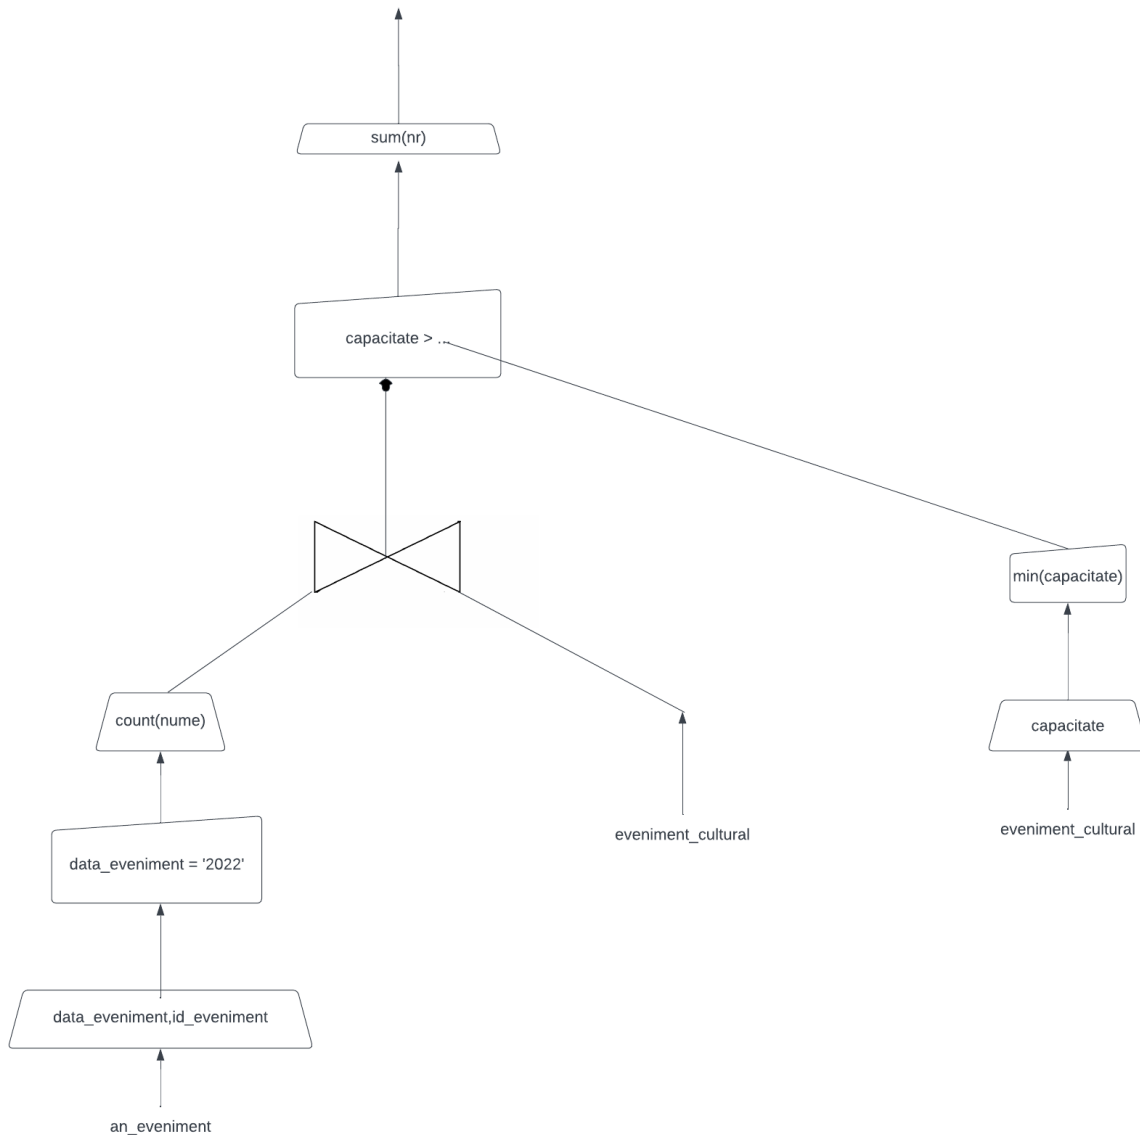 sum(nr)
capacitate > ...
min(capacitate)
count(nume)
capacitate
eveniment_cultural
eveniment_cultural
data_eveniment = '2022'
data_eveniment,id_eveniment
an_eveniment